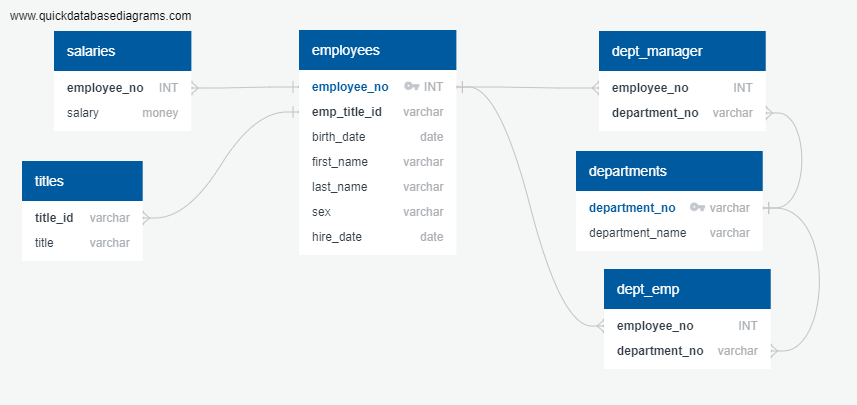 www.quickdatabasediagrams.com
salaries
employee_no INT
salary money
titles
title_id varchar
title varchar
employees
employee_no INT
emp_title_id varchar
birth_date date
first_name varchar
last_name varchar
sex varchar
hire_date date
dept_manager
employee_no INT
department_no varchar
departments
department_no varchar
department_name varchar
dept_emp
employee_no INT
department_no varchar